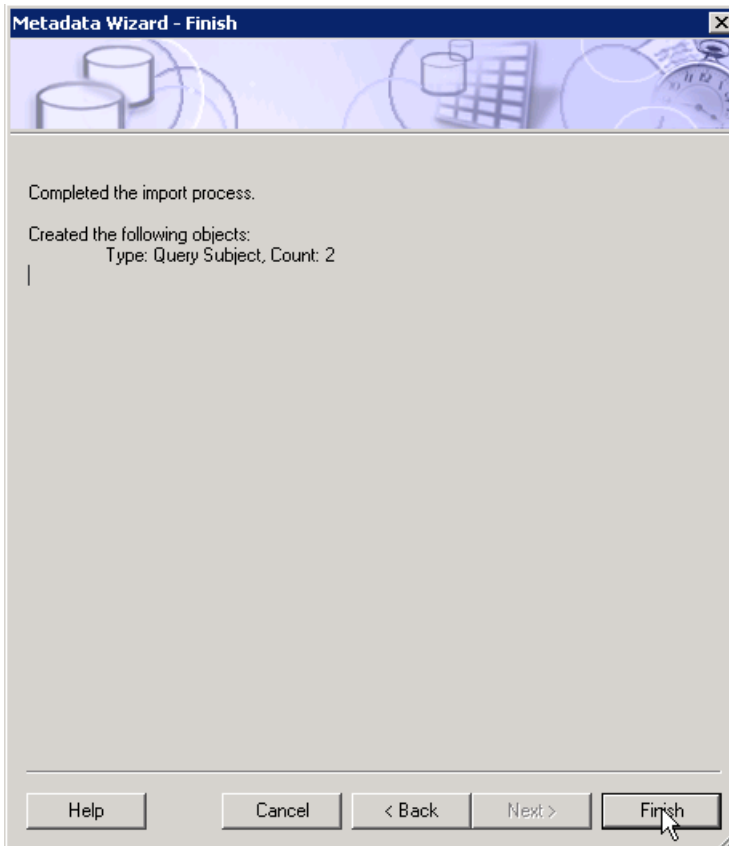 Metadata Wizard - Finish
Completed the import process.
Created the following objects:
Type: Query Subject, Count: 2
Help
Cancel
< Back
Next >
Finish